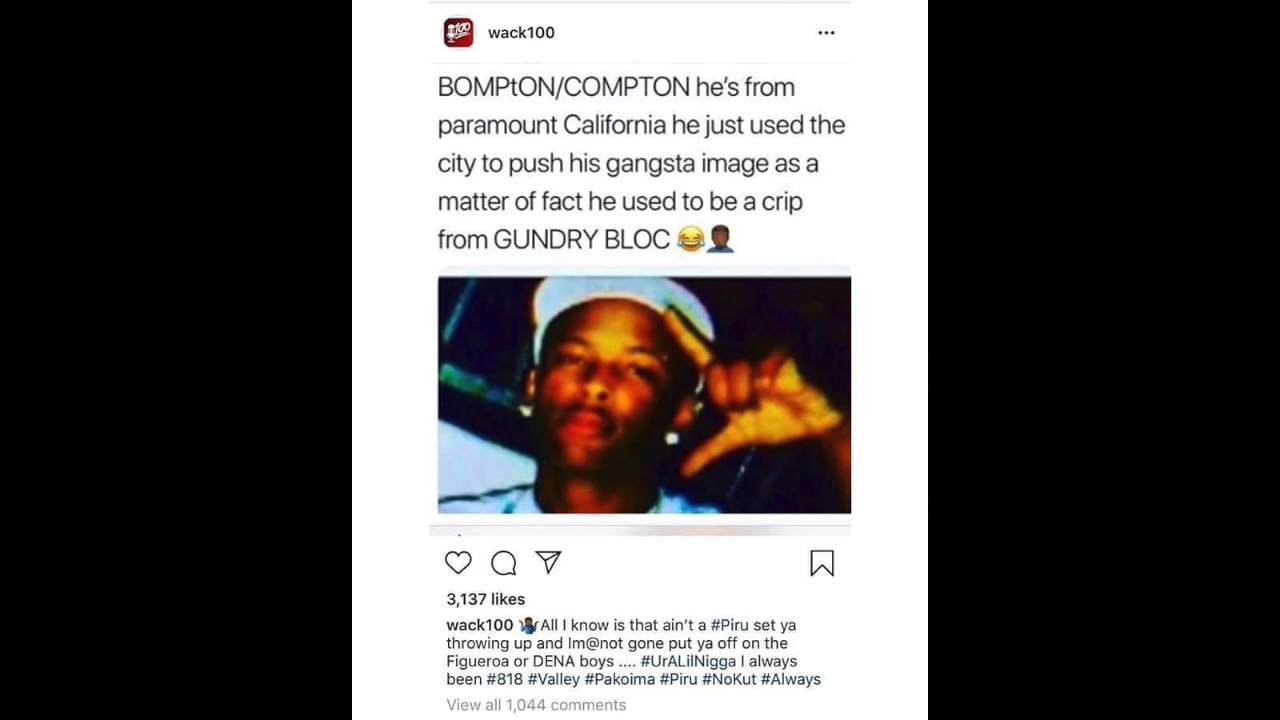 wack100
BOMPtON/COMPTON he's from
paramount California he just used the
city to push his gangsta image as a
matter of fact he used to be a crip
from GUNDRY BLOC 😂🤦🏾‍♂️
3,137 likes
wack100 🤷🏾‍♂️All I know is that ain't a #Piru set ya
throwing up and Im@not gone put ya off on the
Figueroa or DENA boys .... #UrALilNigga I always
been #818 #Valley #Pakoima #Piru #NoKut #Always
View all 1,044 comments